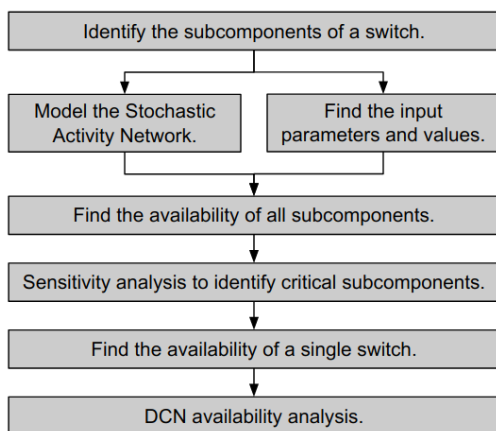 Identify the subcomponents of a switch.
Model the Stochastic
Activity Network.
Find the input
parameters and values.
Find the availability of all subcomponents.
Sensitivity analysis to identify critical subcomponents.
Find the availability of a single switch.
DCN availability analysis.